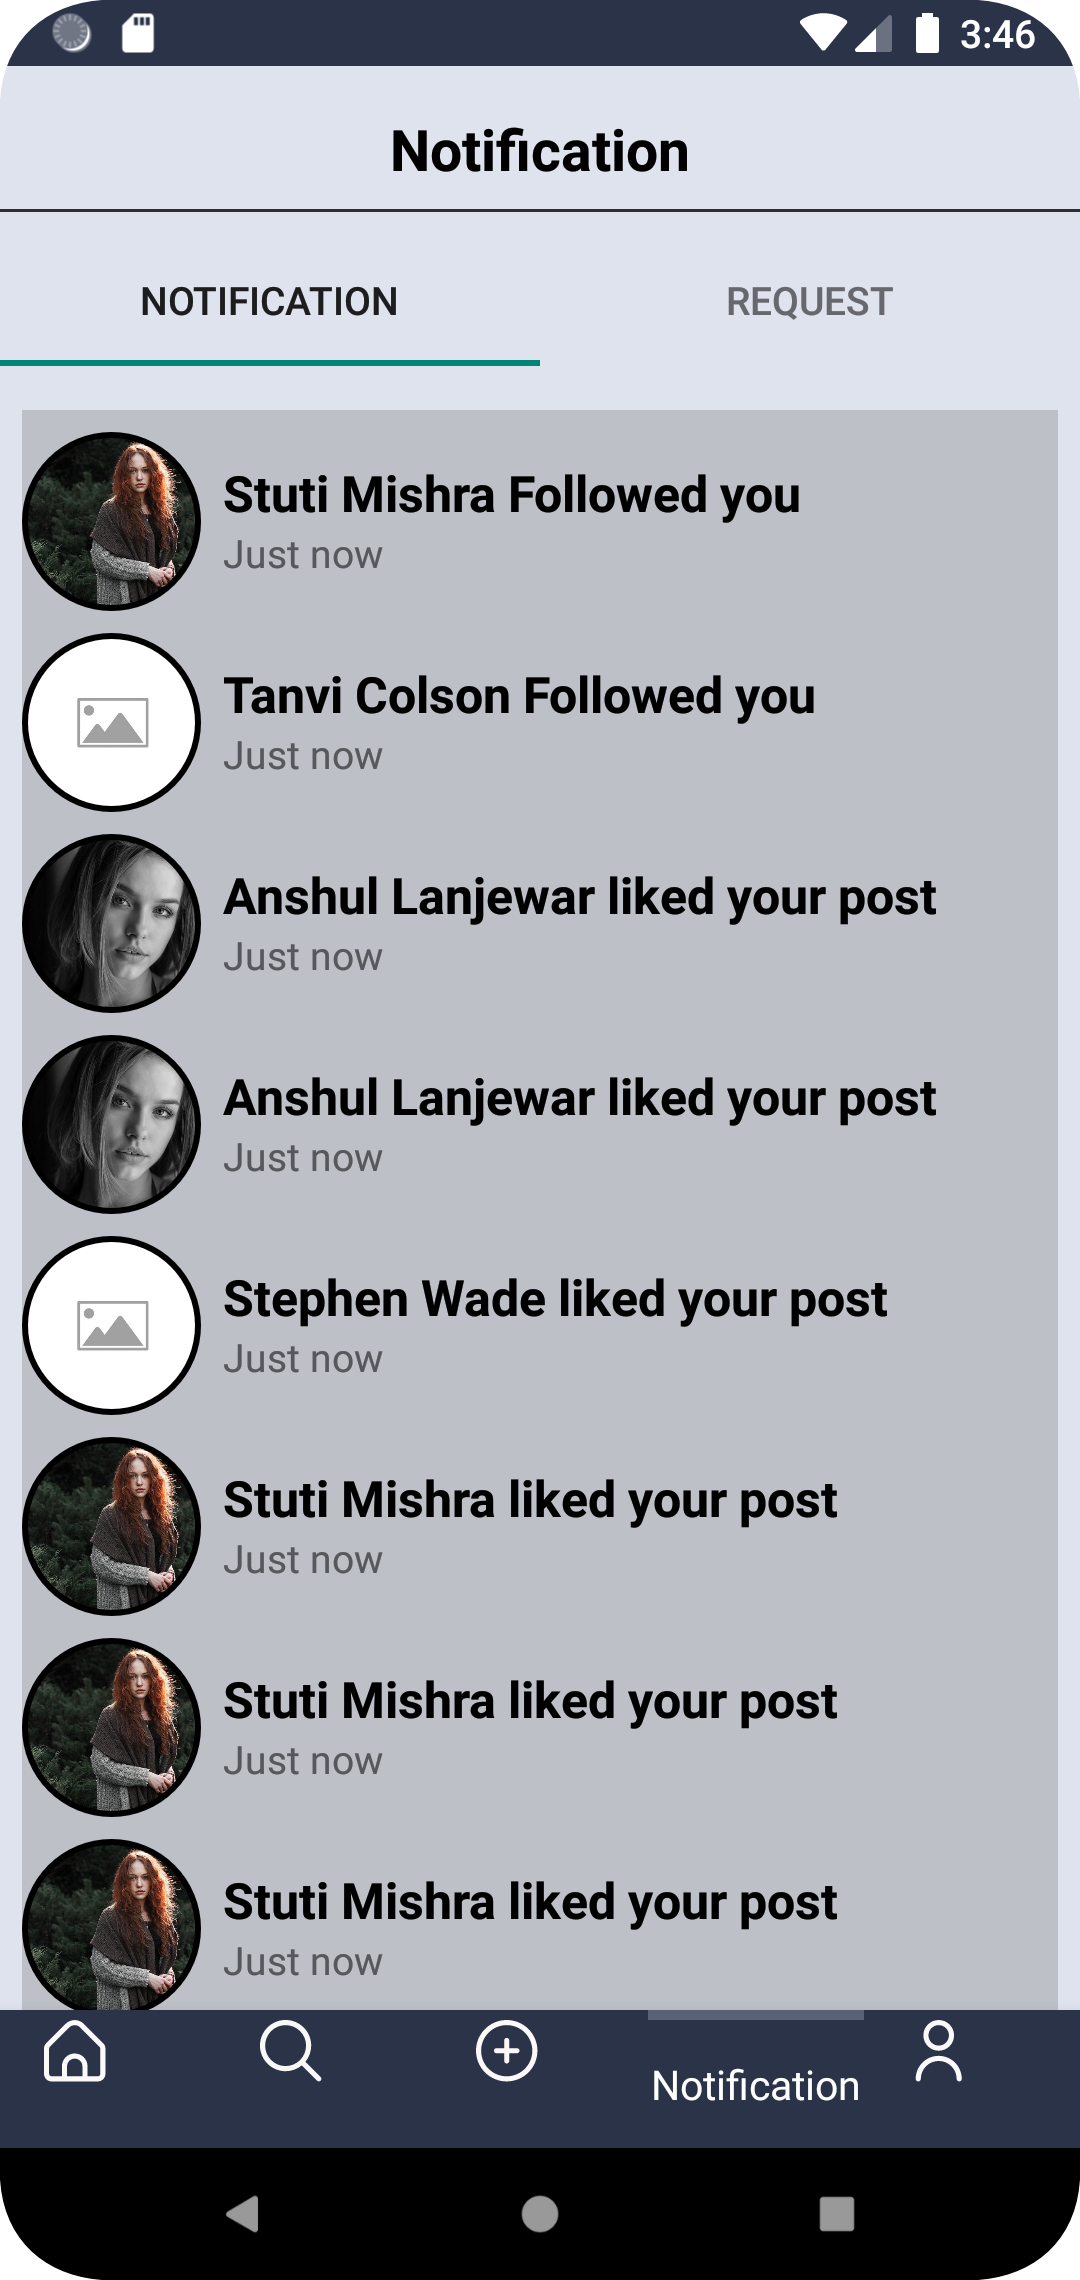 3:46
Notification
NOTIFICATION
REQUEST
Stuti Mishra Followed you
Just now
Tanvi Colson Followed you
Just now
Anshul Lanjewar liked your post
Just now
Anshul Lanjewar liked your post
Just now
Stephen Wade liked your post
Just now
Stuti Mishra liked your post
Just now
Stuti Mishra liked your post
Just now
Stuti Mishra liked your post
Just now
Notification